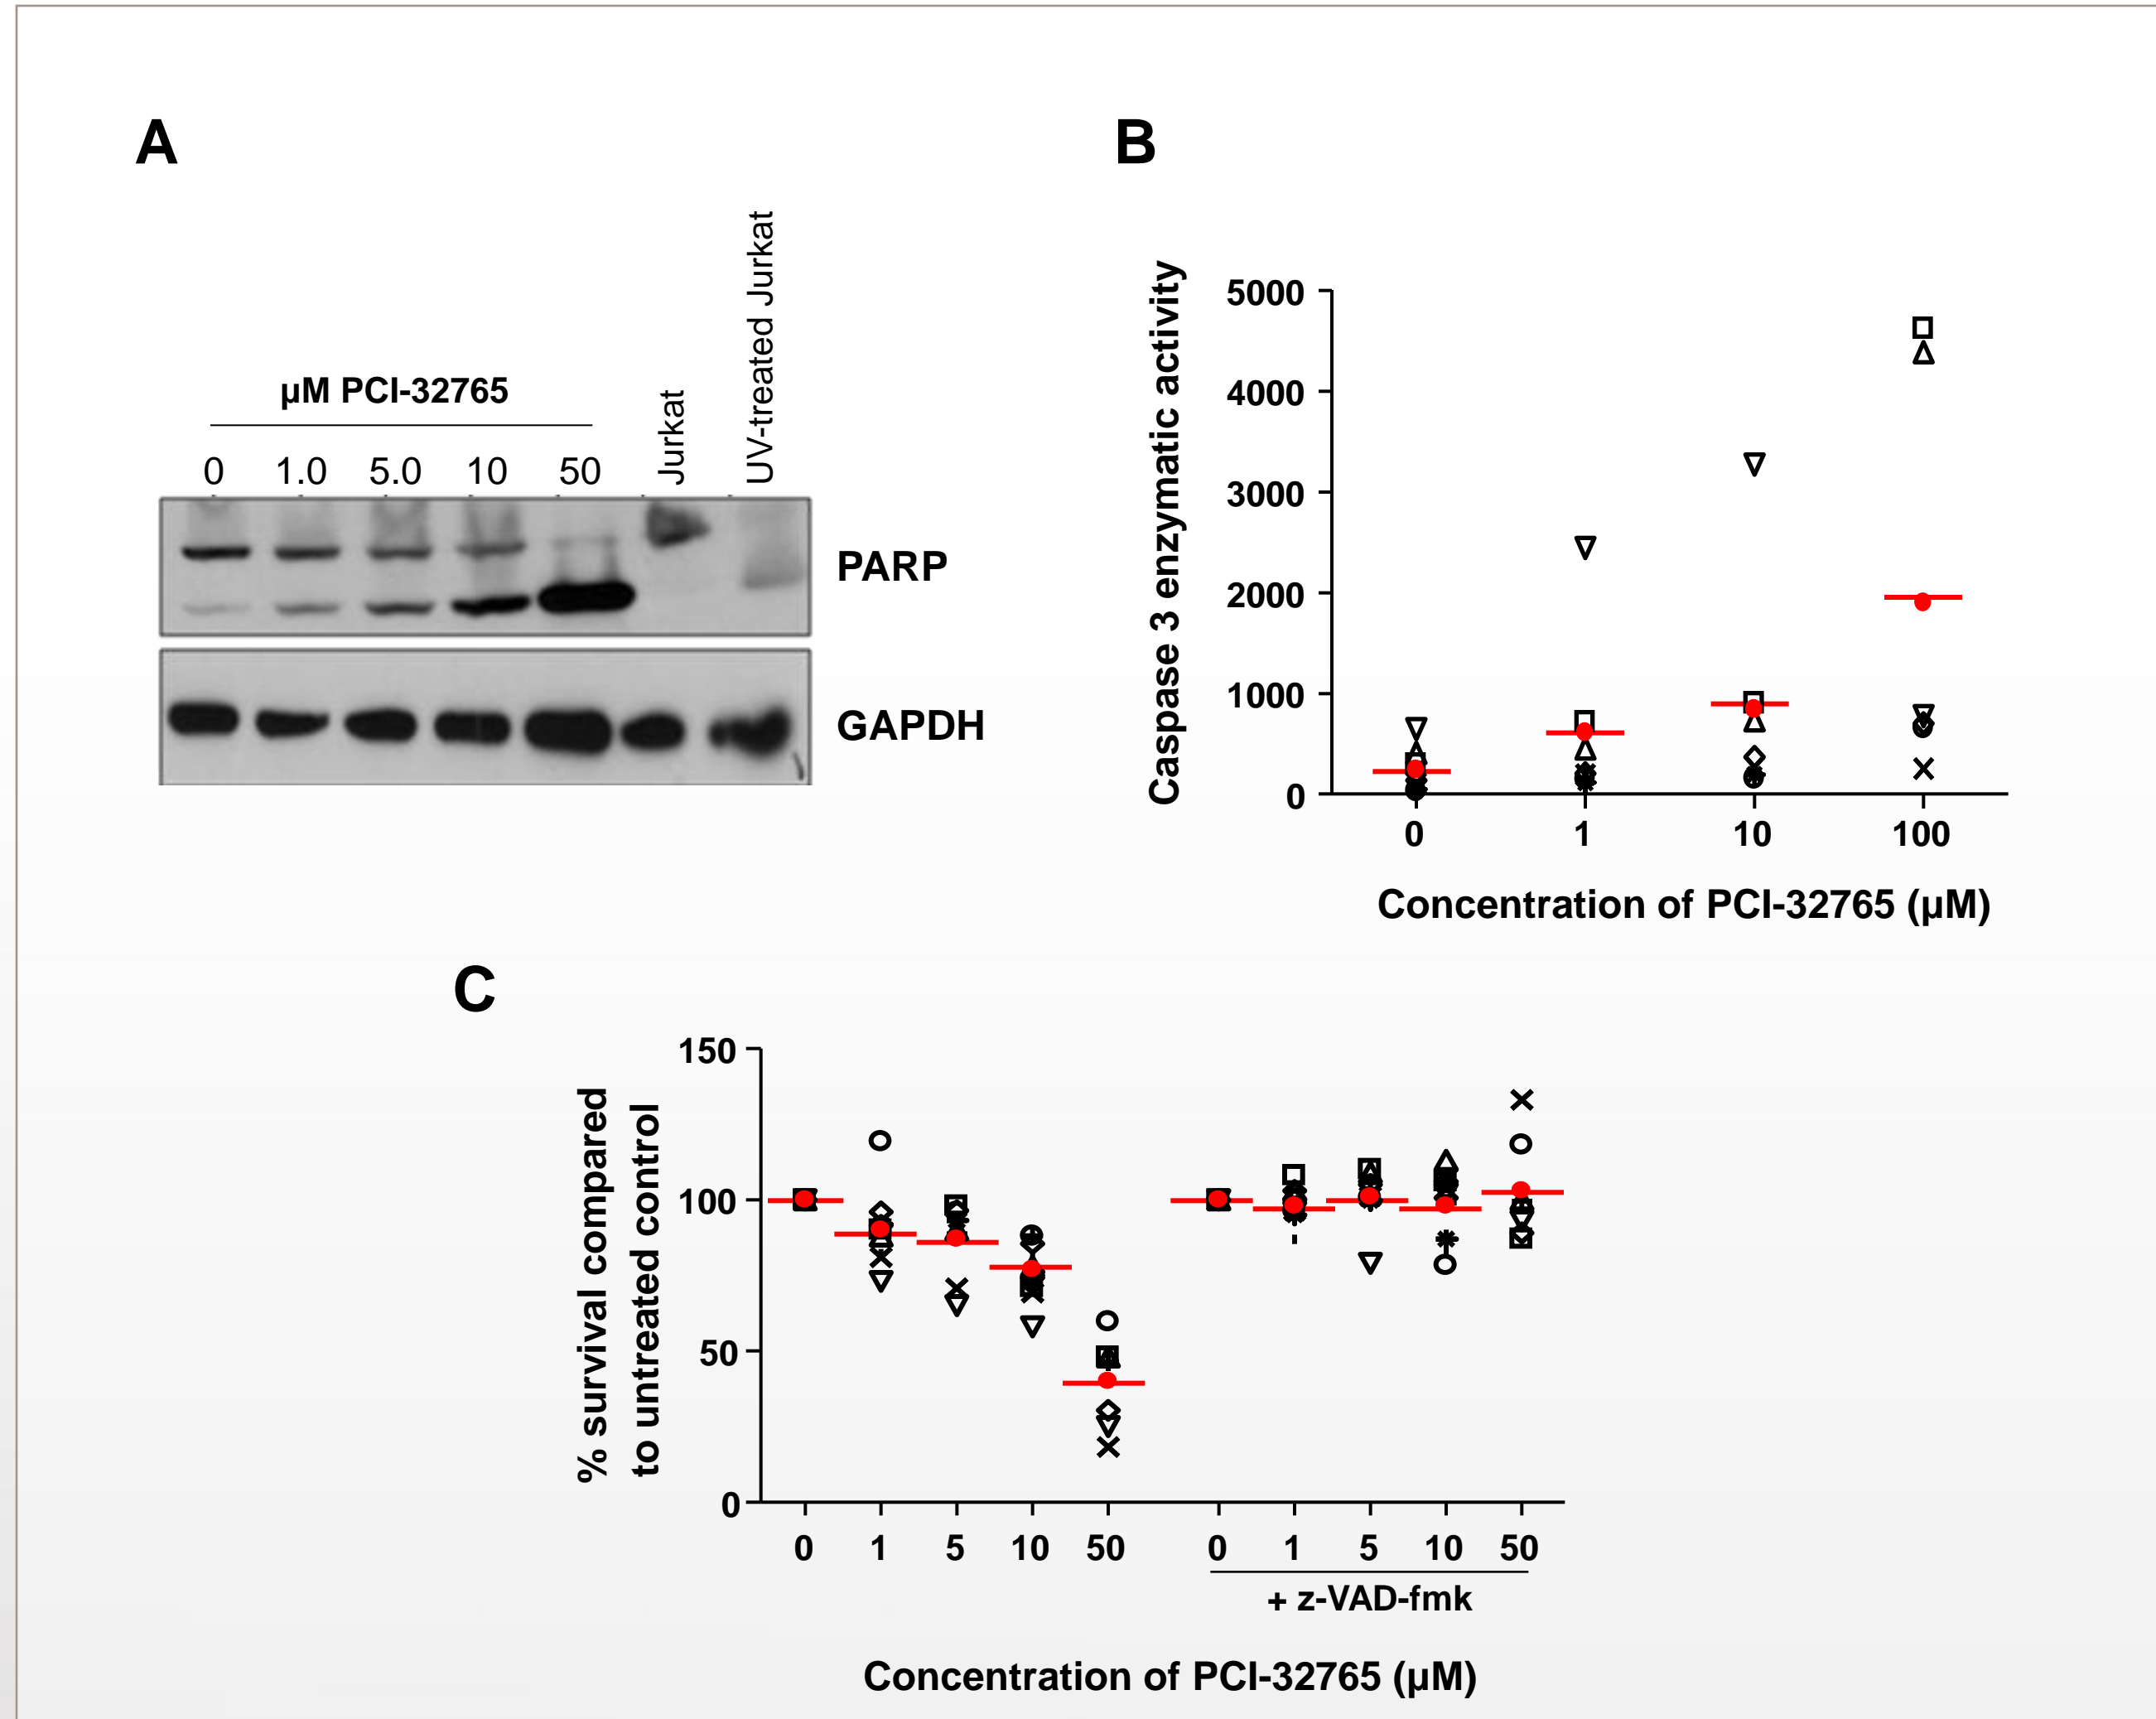 A
µM PCI-32765
0 1.0 5.0 10 50
Jurkat
UV-treated Jurkat
PARP
GAPDH
B
Caspase 3 enzymatic activity
5000
4000
3000
2000
1000
0
0 1 10 100
Concentration of PCI-32765 (µM)
C
% survival compared
to untreated control
150
100
50
0
0 1 5 10 50 0 1 5 10 50
+ z-VAD-fmk
Concentration of PCI-32765 (µM)